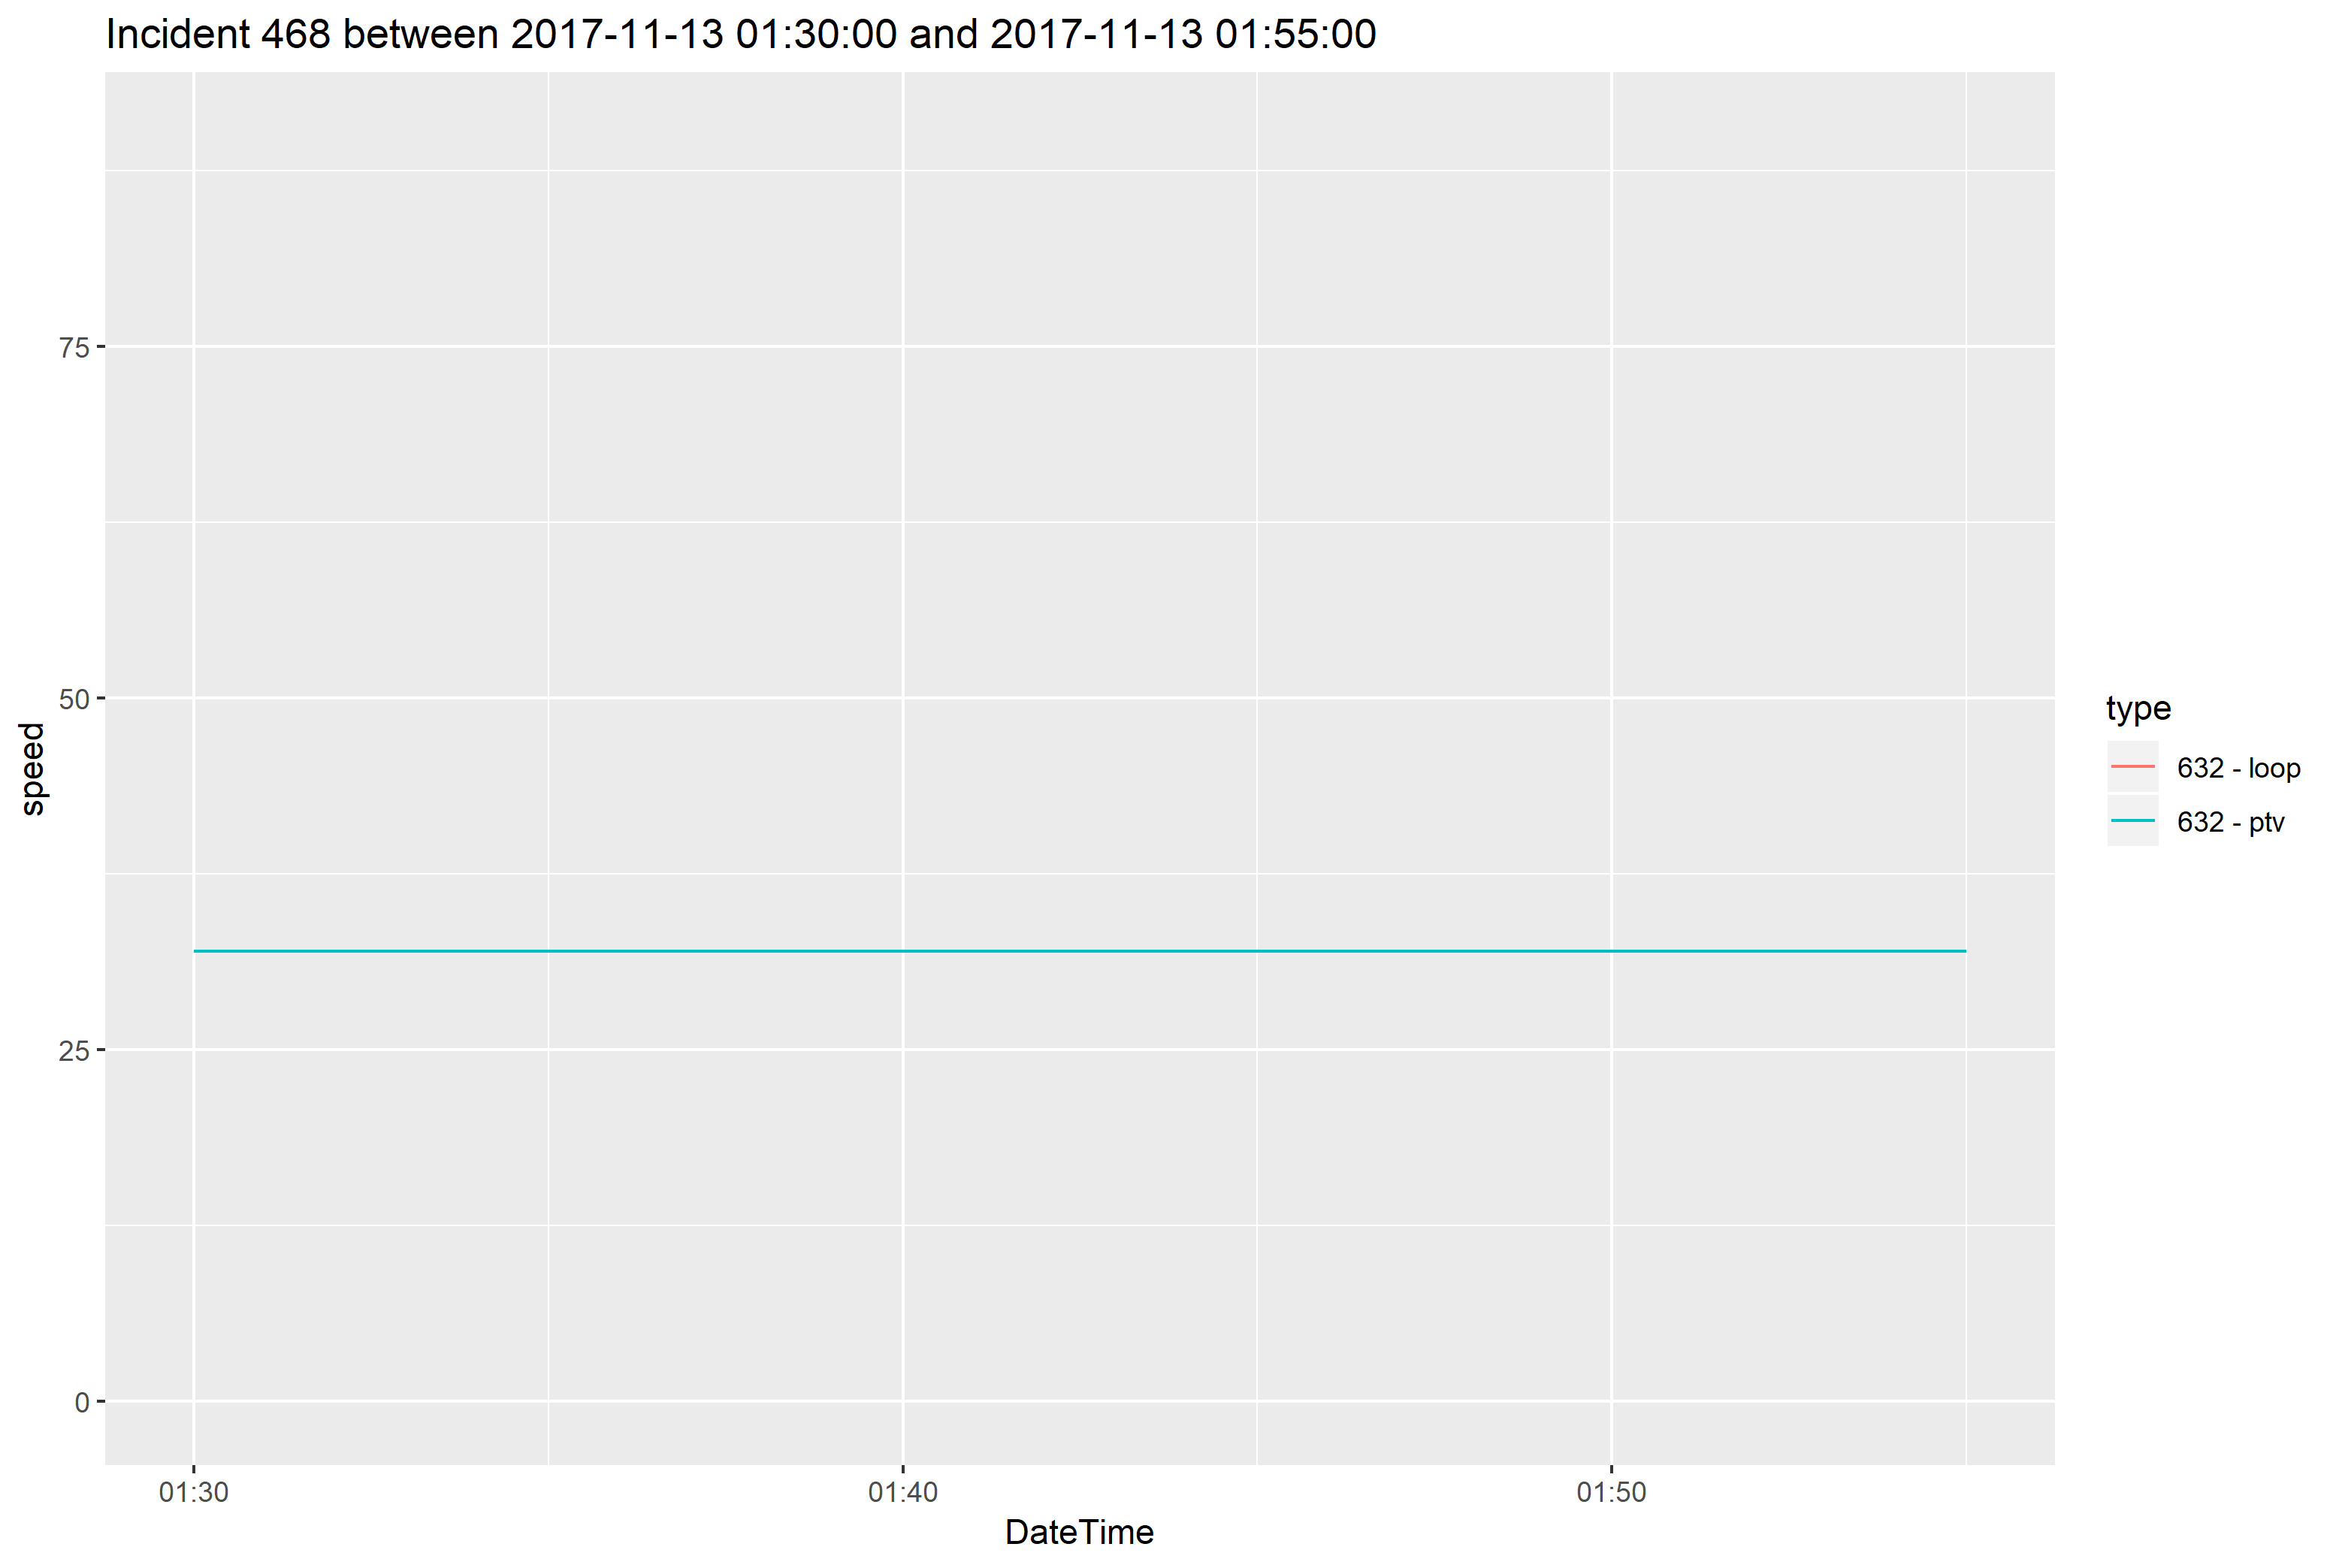 Incident 468 between 2017-11-13 01:30:00 and 2017-11-13 01:55:00
75
50
25
0
speed
01:30
01:40
01:50
DateTime
type
632 - loop
632 - ptv